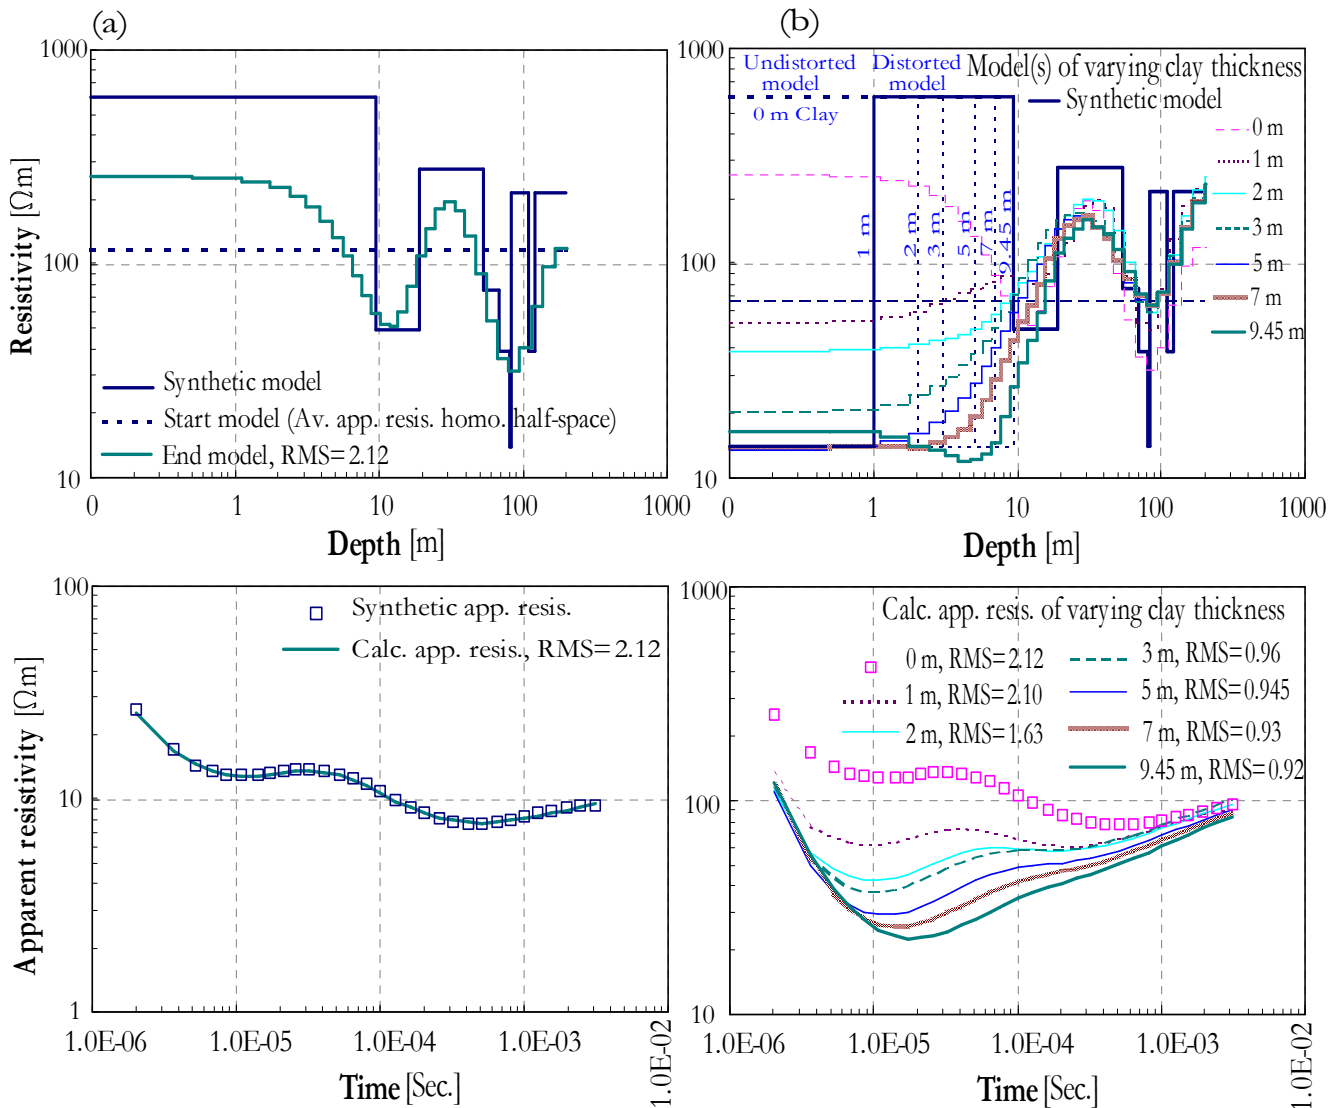 (a)
1000
100
10
Resistivity [Ωm]
Synthetic model
Start model (Av. app. resis. homo. half-space)
End model, RMS=2.12
0
1
10
100
1000
Depth [m]
(b)
1000
100
10
Undistorted
model
Distorted
model
0 m Clay
Model(s) of varying clay thickness
Synthetic model
0 m
1 m
2 m
3 m
5 m
7 m
9.45 m
1 m
2 m
3 m
5 m
7 m
9.45 m
0
1
10
100
1000
Depth [m]
100
10
1
Apparent resistivity [Ωm]
Synthetic app. resis.
Calc. app. resis., RMS=2.12
1.0E-06
1.0E-05
1.0E-04
1.0E-03
1.0E-02
Time [Sec.]
1000
100
10
Calc. app. resis. of varying clay thickness
0 m, RMS=2.12
1 m, RMS=2.10
2 m, RMS=1.63
3 m, RMS=0.96
5 m, RMS=0.945
7 m, RMS=0.93
9.45 m, RMS=0.92
1.0E-06
1.0E-05
1.0E-04
1.0E-03
1.0E-02
Time [Sec.]